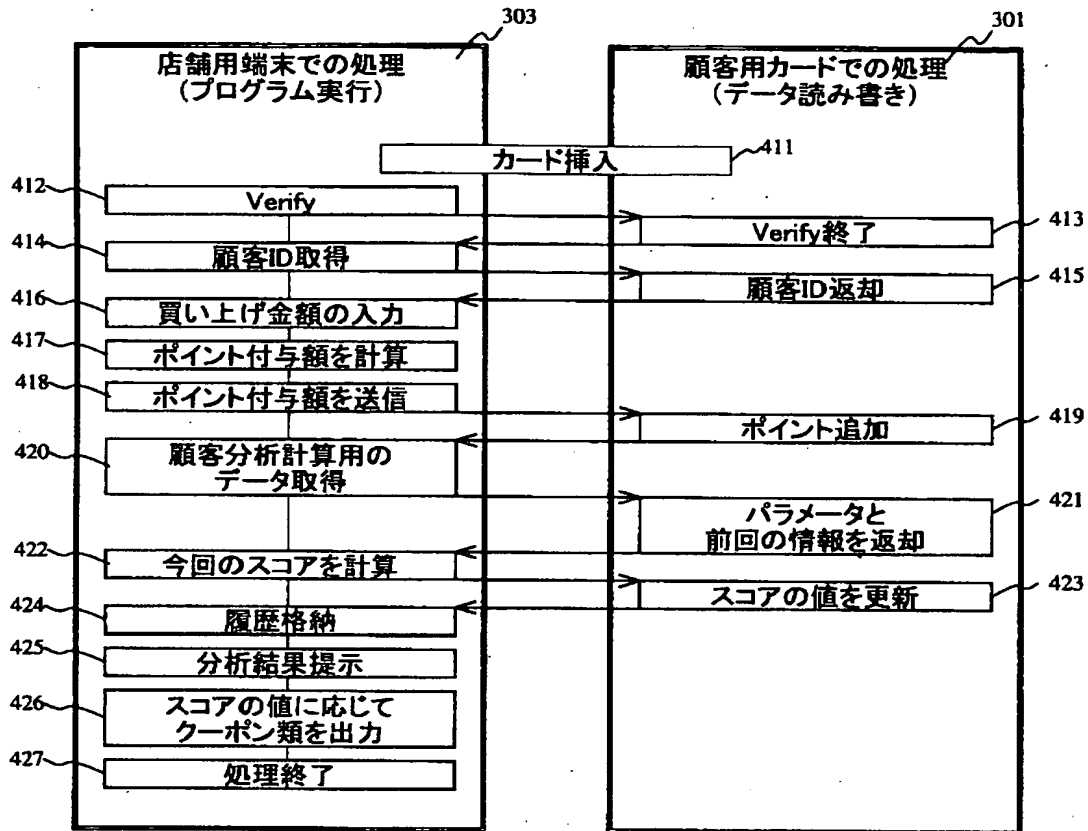 303
301
店舗用端末での処理
(プログラム実行)
顧客用カードでの処理
(データ読み書き)
カード挿入
411
412
Verify
413
Verify終了
414
顧客ID取得
415
顧客ID返却
416
買い上げ金額の入力
417
ポイント付与額を計算
418
ポイント付与額を送信
419
ポイント追加
420
顧客分析計算用の
データ取得
421
パラメータと
前回の情報を返却
422
今回のスコアを計算
423
スコアの値を更新
424
履歴格納
425
分析結果提示
426
スコアの値に応じて
クーポン類を出力
427
処理終了